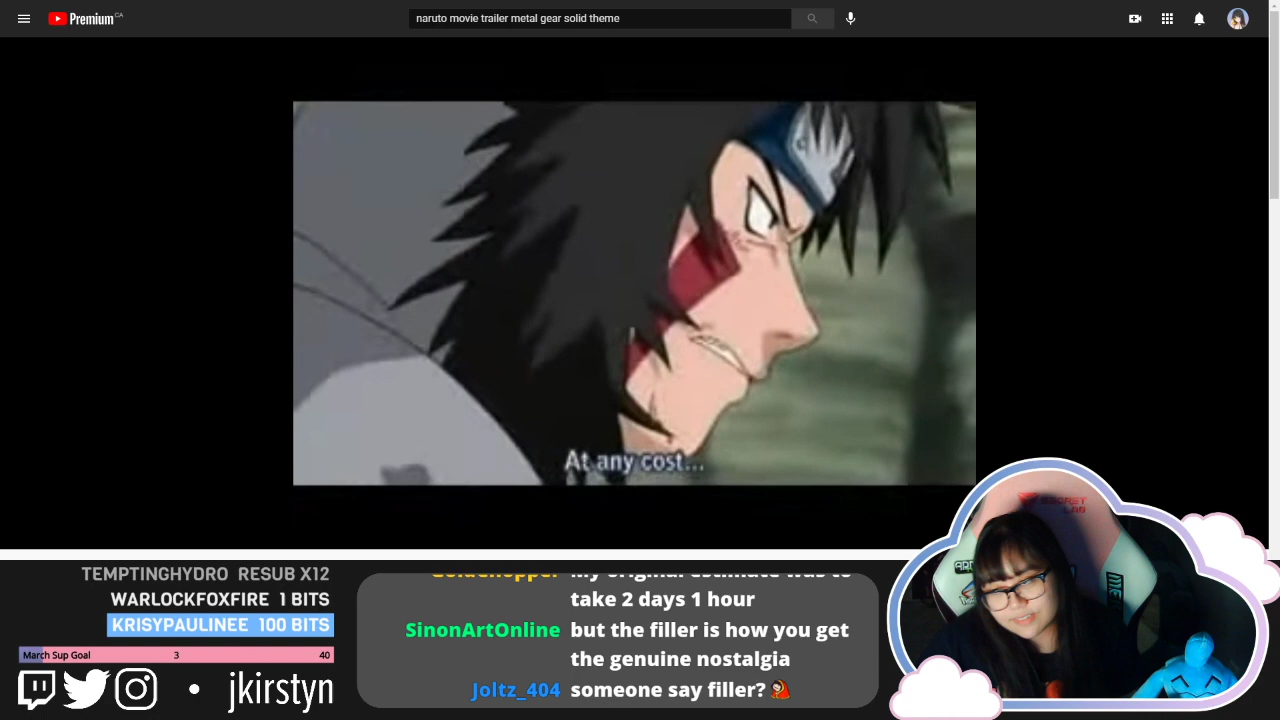 Premium CA
naruto movie trailer metal gear solid theme
At any cost...
TEMPTINGHYDRO RESUB X12
WARLOCKFOXFIRE 1 BITS
KRISYPAULINEE 100 BITS
March Sup Goal 3 40
jkirstyn
take 2 days 1 hour
SinonArtOnline but the filler is how you get
the genuine nostalgia
Joltz_404 someone say filler?
SECRET
LAB